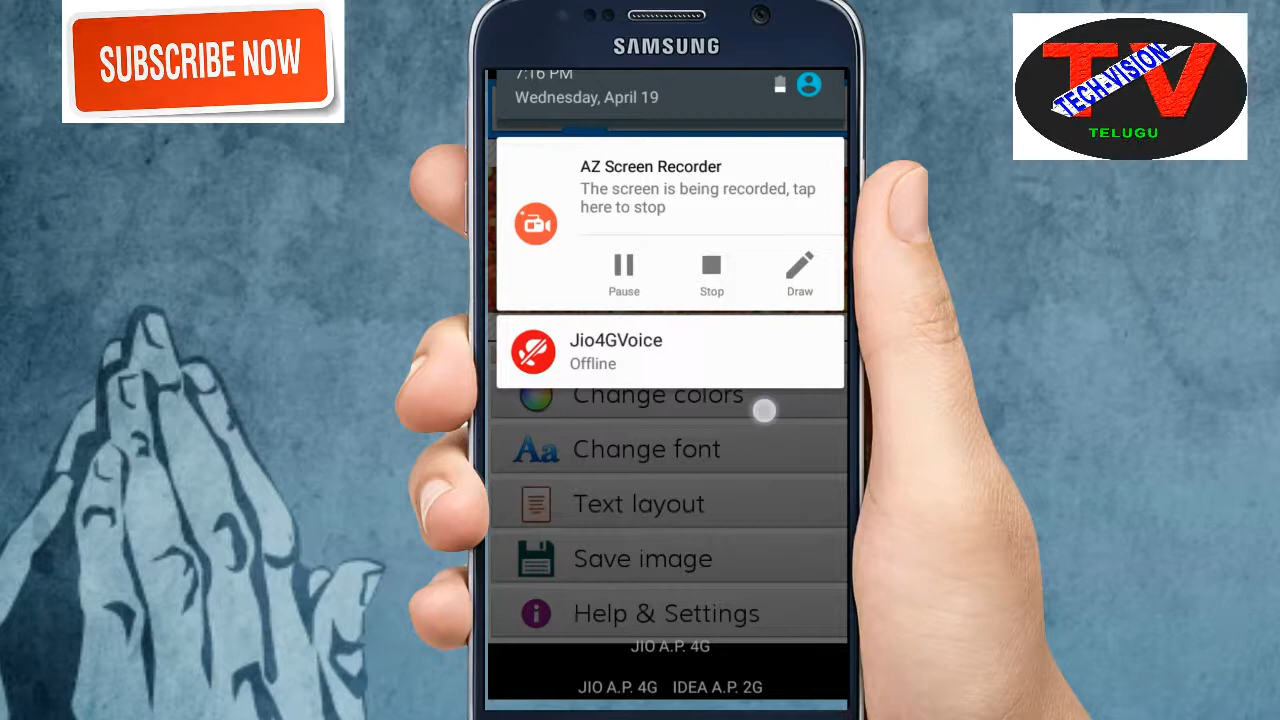 SUBSCRIBE NOW
SAMSUNG
TV
TECH-VISION
TELUGU
7:16 PM
Wednesday, April 19
AZ Screen Recorder
The screen is being recorded, tap
here to stop
Pause
Stop
Draw
Jio4GVoice
Offline
Change colors
Aa
Change font
Text layout
Save image
i
Help & Settings
JIO A.P. 4G
JIO A.P. 4G IDEA A.P. 2G